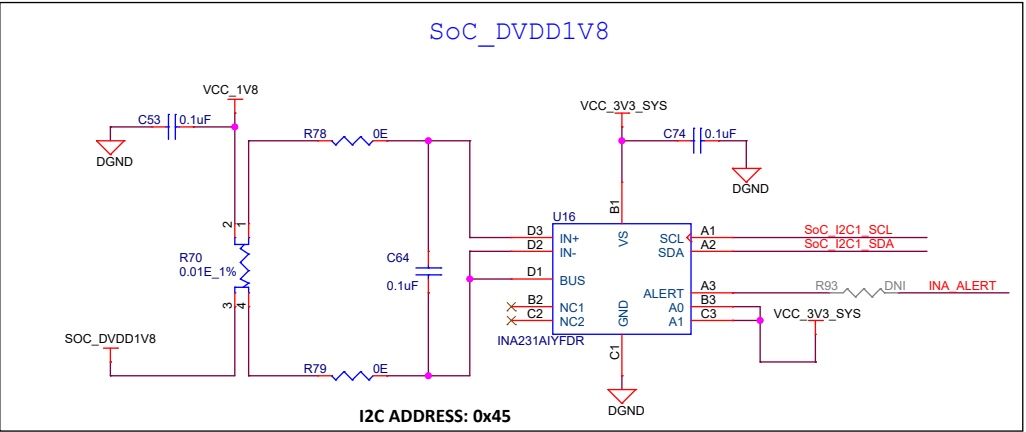 SoC_DVDD1V8
VCC_1V8
C53 0.1uF
DGND
R78 0E
VCC_3V3_SYS
C74 0.1uF
DGND
2 1
R70
0.01E_1%
3 4
C64
0.1uF
SOC_DVDD1V8
R79 0E
U16
B1
VS
D3 IN+
D2 IN-
D1 BUS
B2 NC1
C2 NC2
INA231AIYFDR
GND
C1
DGND
SCL A1 SoC_I2C1_SCL
SDA A2 SoC_I2C1_SDA
ALERT A3 R93 DNI INA_ALERT
A0 B3
A1 C3
VCC_3V3_SYS
I2C ADDRESS: 0x45